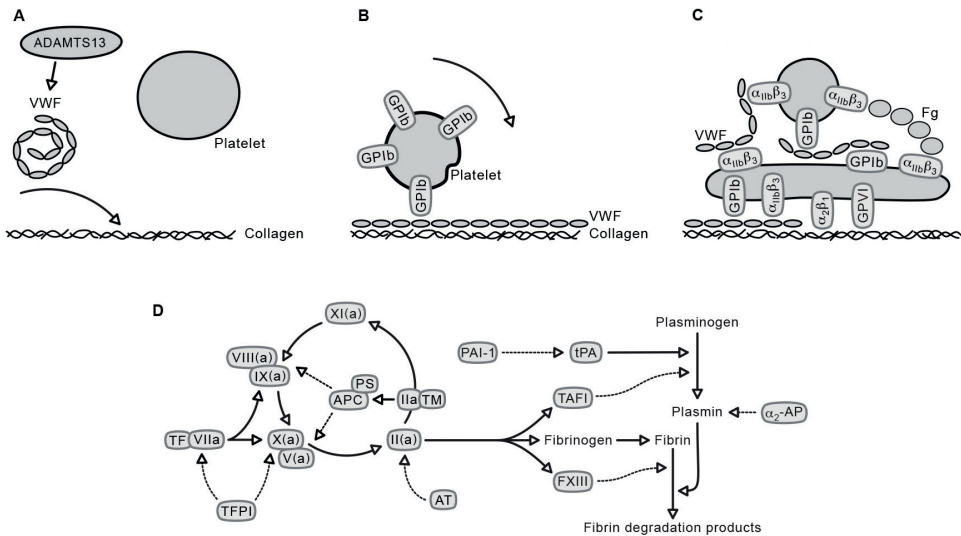 A
ADAMTS13
VWF
Platelet
Collagen
B
GPIb
GPIb
GPIb
GPIb
Platelet
VWF
Collagen
C
αIIbβ3
αIIbβ3
GPIb
Fg
VWF
αIIbβ3
GPIb
αIIbβ3
GPIb
αIIbβ3
α2β1
GPVI
D
XI(a)
VIII(a)
IX(a)
PS
APC
IIa TM
TF VIIa
X(a)
V(a)
II(a)
TFPI
AT
Plasminogen
PAI-1
tPA
TAFI
Plasmin
α2-AP
Fibrinogen
Fibrin
FXIII
Fibrin degradation products